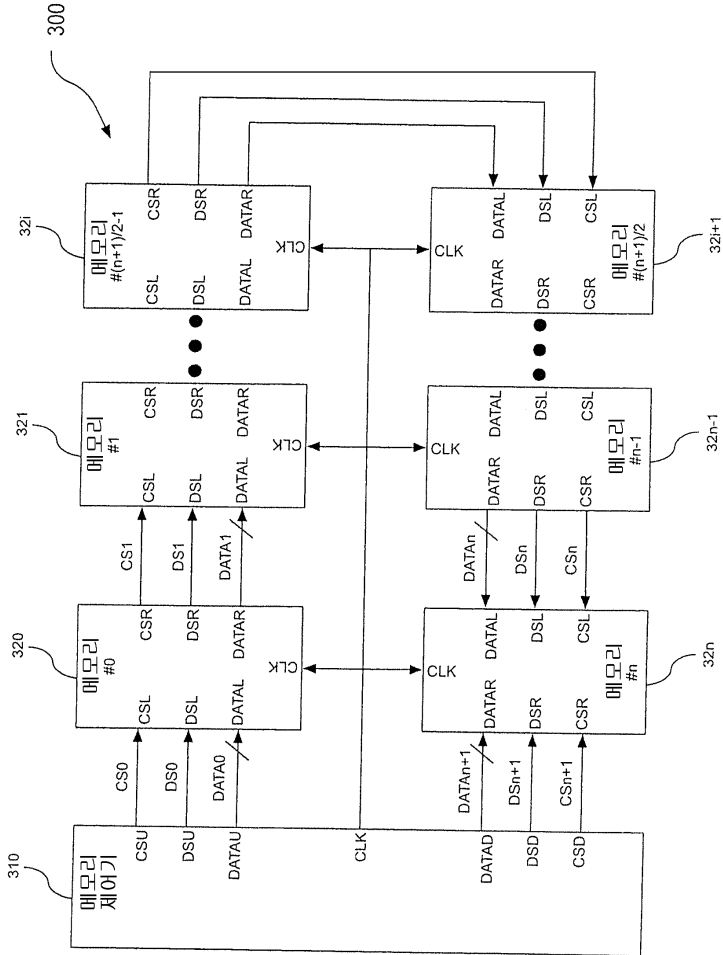 300
310
메모리
제어기
CSU
DSU
DATAU
CLK
DATAD
DSD
CSD
CS0
DS0
DATA0
320
메모리
#0
CSL
CSR
DSL
DSR
DATAL
DATAR
CLK
CS1
DS1
DATA1
321
메모리
#1
CSL
CSR
DSL
DSR
DATAL
DATAR
CLK
32i
메모리
#(n+1)/2-1
CSL
CSR
DSL
DSR
DATAL
DATAR
CLK
32i+1
CLK
DATAR
DATAL
DSR
DSL
CSR
CSL
메모리
#(n+1)/2
32n-1
CLK
DATAR
DATAL
DSR
DSL
CSR
CSL
메모리
#n-1
DATAn
DSn
CSn
32n
CLK
DATAR
DATAL
DSR
DSL
CSR
CSL
메모리
#n
DATAn+1
DSn+1
CSn+1